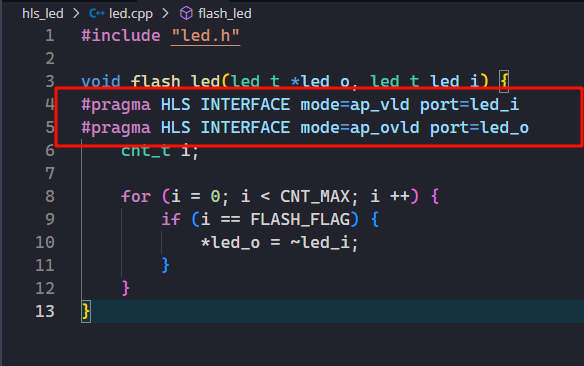 hls_led > led.cpp > flash_led
1 #include "led.h"
2
3 void flash_led(led_t *led_o, led_t led_i) {
4 #pragma HLS INTERFACE mode=ap_vld port=led_i
5 #pragma HLS INTERFACE mode=ap_ovld port=led_o
6 cnt_t i;
7
8 for (i = 0; i < CNT_MAX; i ++) {
9 if (i == FLASH_FLAG) {
10 *led_o = ~led_i;
11 }
12 }
13 }